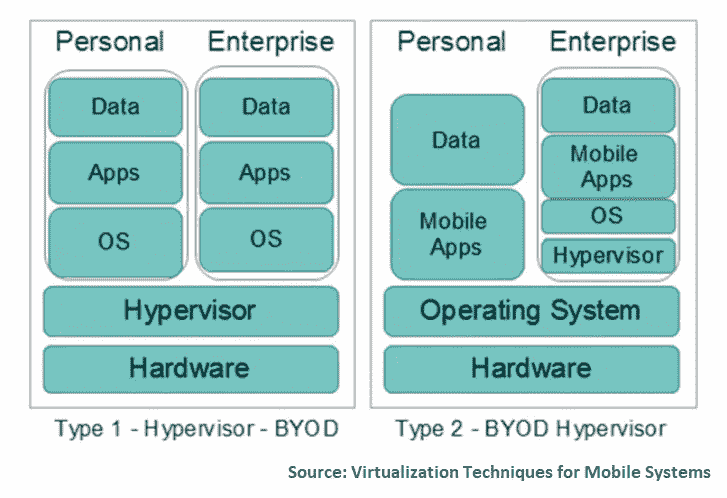 Personal Enterprise
Data Data
Apps Apps
OS OS
Hypervisor
Hardware
Type 1 - Hypervisor - BYOD
Personal Enterprise
Data
Mobile
Apps
Data
Mobile
Apps
OS
Hypervisor
Operating System
Hardware
Type 2 - BYOD Hypervisor
Source: Virtualization Techniques for Mobile Systems